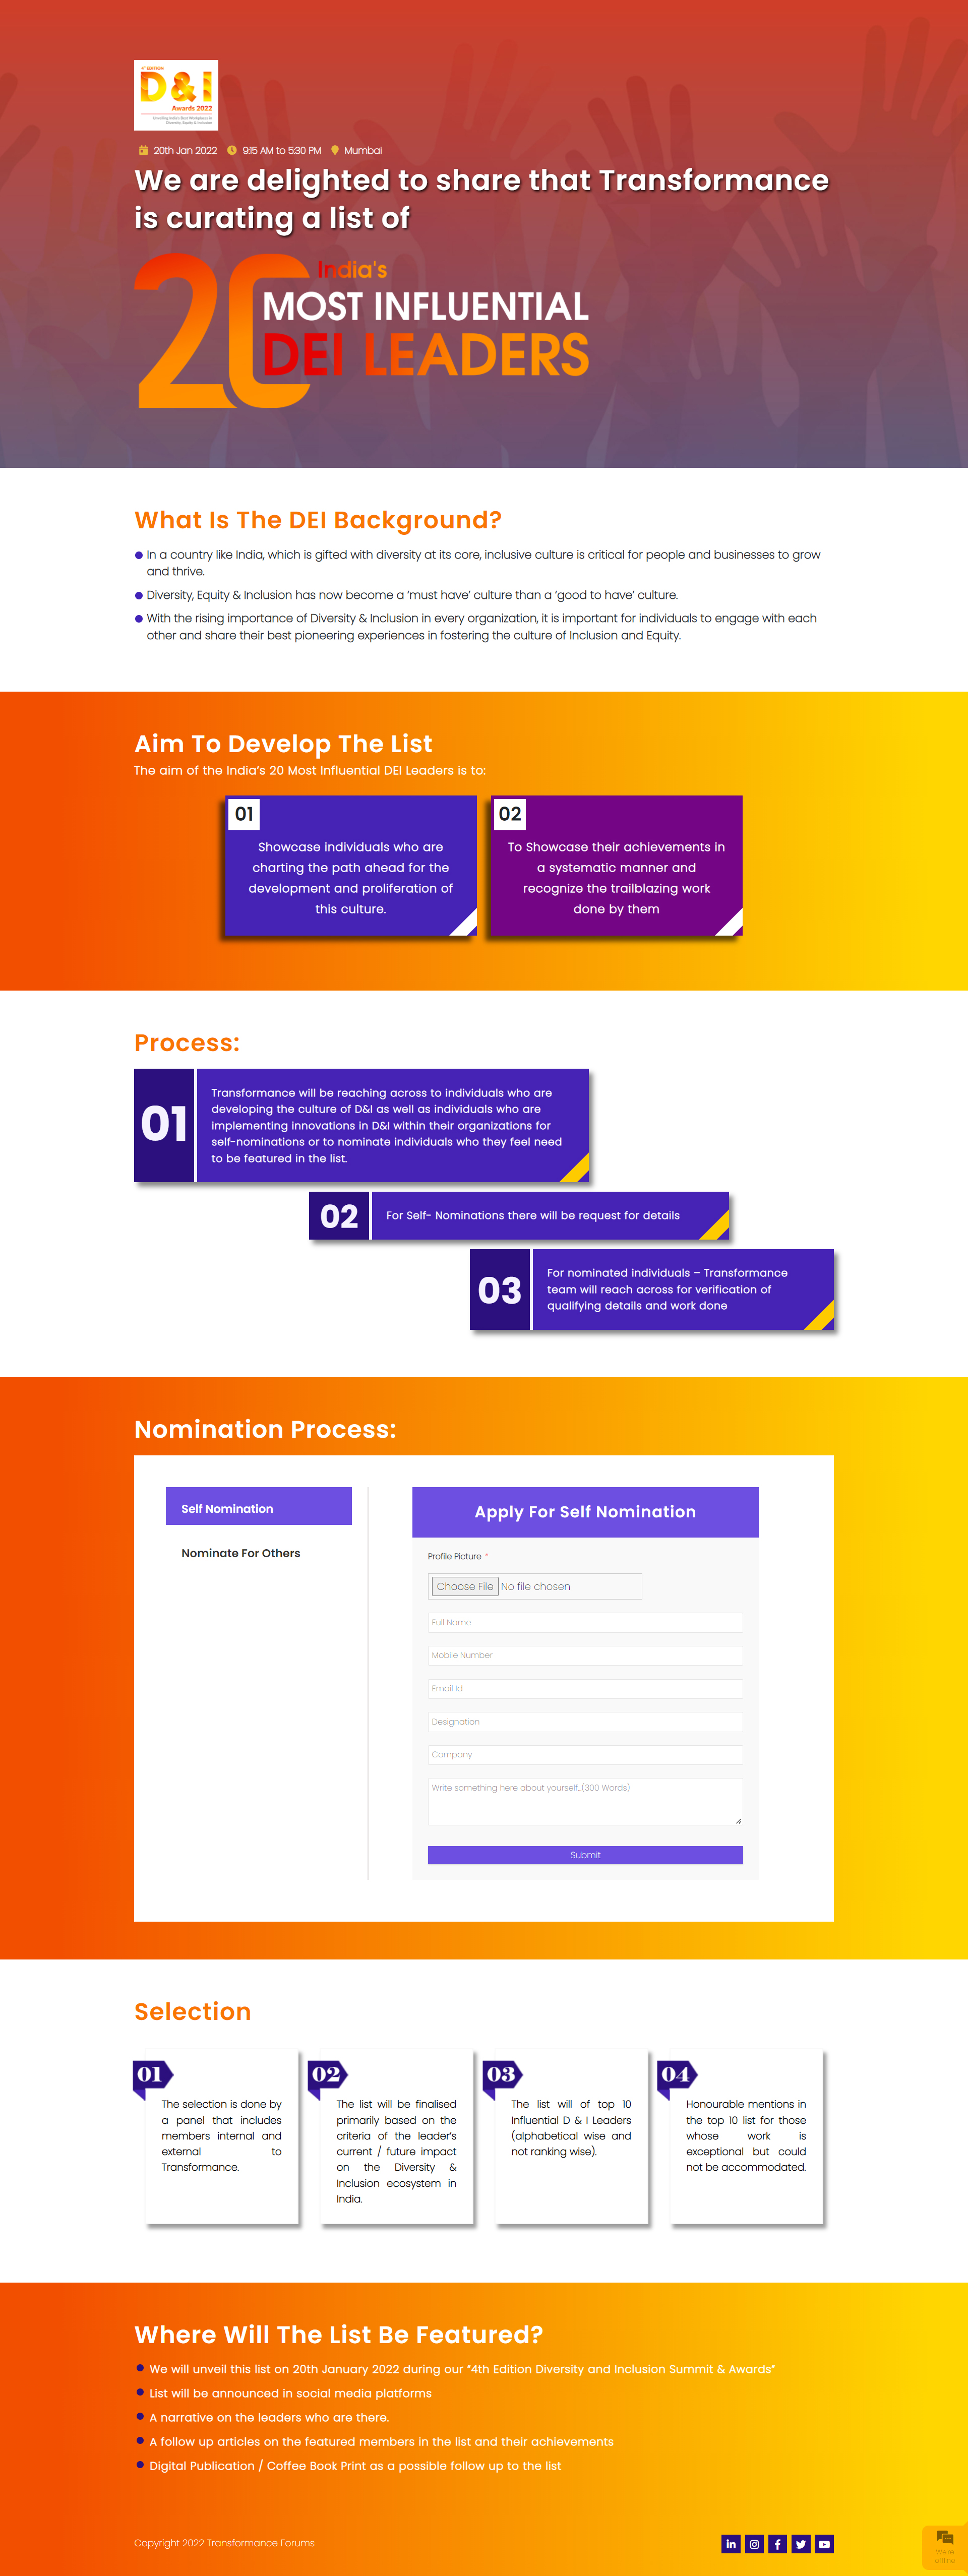 4th EDITION
D&I
Awards 2022
Unveiling India's Best Workplaces in
Diversity, Equity & Inclusion
20th Jan 2022 9:15 AM to 5:30 PM Mumbai
We are delighted to share that Transformance
is curating a list of
20 India's
MOST INFLUENTIAL
DEI LEADERS
What Is The DEI Background?
In a country like India, which is gifted with diversity at its core, inclusive culture is critical for people and businesses to grow
and thrive.
Diversity, Equity & Inclusion has now become a ‘must have’ culture than a ‘good to have’ culture.
With the rising importance of Diversity & Inclusion in every organization, it is important for individuals to engage with each
other and share their best pioneering experiences in fostering the culture of Inclusion and Equity.
Aim To Develop The List
The aim of the India’s 20 Most Influential DEI Leaders is to:
01
Showcase individuals who are
charting the path ahead for the
development and proliferation of
this culture.
02
To Showcase their achievements in
a systematic manner and
recognize the trailblazing work
done by them
Process:
01
Transformance will be reaching across to individuals who are
developing the culture of D&I as well as individuals who are
implementing innovations in D&I within their organizations for
self-nominations or to nominate individuals who they feel need
to be featured in the list.
02
For Self- Nominations there will be request for details
03
For nominated individuals – Transformance
team will reach across for verification of
qualifying details and work done
Nomination Process:
Self Nomination
Nominate For Others
Apply For Self Nomination
Profile Picture *
Choose File No file chosen
Full Name
Mobile Number
Email Id
Designation
Company
Write something here about yourself...(300 Words)
Submit
Selection
01
The selection is done by
a panel that includes
members internal and
external to
Transformance.
02
The list will be finalised
primarily based on the
criteria of the leader’s
current / future impact
on the Diversity &
Inclusion ecosystem in
India.
03
The list will of top 10
Influential D & I Leaders
(alphabetical wise and
not ranking wise).
04
Honourable mentions in
the top 10 list for those
whose work is
exceptional but could
not be accommodated.
Where Will The List Be Featured?
We will unveil this list on 20th January 2022 during our “4th Edition Diversity and Inclusion Summit & Awards”
List will be announced in social media platforms
A narrative on the leaders who are there.
A follow up articles on the featured members in the list and their achievements
Digital Publication / Coffee Book Print as a possible follow up to the list
Copyright 2022 Transformance Forums
We're
offline